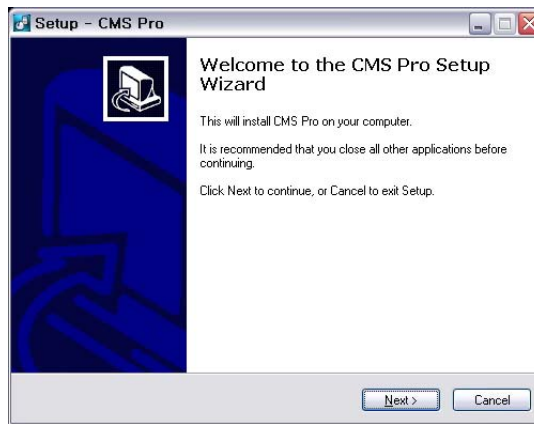 Setup - CMS Pro
Welcome to the CMS Pro Setup
Wizard
This will install CMS Pro on your computer.
It is recommended that you close all other applications before
continuing.
Click Next to continue, or Cancel to exit Setup.
Next >
Cancel